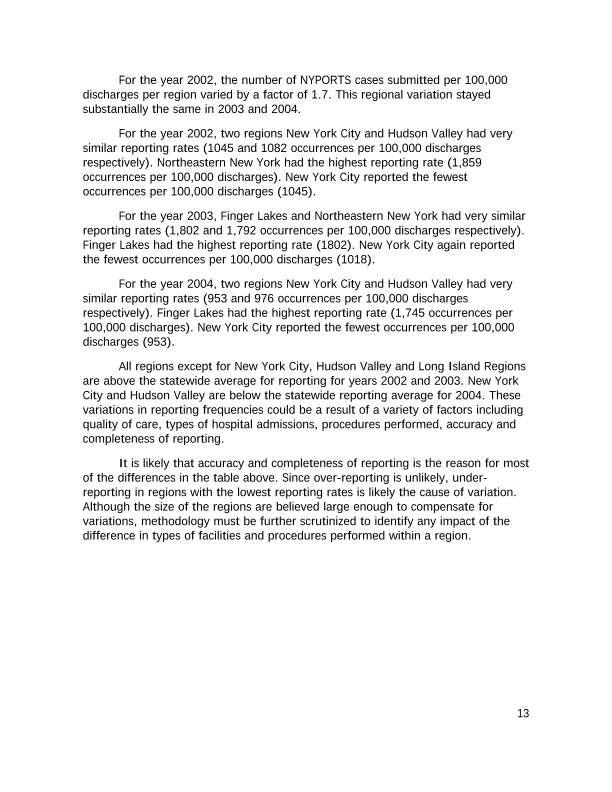 For the year 2002, the number of NYPORTS cases submitted per 100,000
discharges per region varied by a factor of 1.7. This regional variation stayed
substantially the same in 2003 and 2004.
For the year 2002, two regions New York City and Hudson Valley had very
similar reporting rates (1045 and 1082 occurrences per 100,000 discharges
respectively). Northeastern New York had the highest reporting rate (1,859
occurrences per 100,000 discharges). New York City reported the fewest
occurrences per 100,000 discharges (1045).
For the year 2003, Finger Lakes and Northeastern New York had very similar
reporting rates (1,802 and 1,792 occurrences per 100,000 discharges respectively).
Finger Lakes had the highest reporting rate (1802). New York City again reported
the fewest occurrences per 100,000 discharges (1018).
For the year 2004, two regions New York City and Hudson Valley had very
similar reporting rates (953 and 976 occurrences per 100,000 discharges
respectively). Finger Lakes had the highest reporting rate (1,745 occurrences per
100,000 discharges). New York City reported the fewest occurrences per 100,000
discharges (953).
All regions except for New York City, Hudson Valley and Long Island Regions
are above the statewide average for reporting for years 2002 and 2003. New York
City and Hudson Valley are below the statewide reporting average for 2004. These
variations in reporting frequencies could be a result of a variety of factors including
quality of care, types of hospital admissions, procedures performed, accuracy and
completeness of reporting.
It is likely that accuracy and completeness of reporting is the reason for most
of the differences in the table above. Since over-reporting is unlikely, under-
reporting in regions with the lowest reporting rates is likely the cause of variation.
Although the size of the regions are believed large enough to compensate for
variations, methodology must be further scrutinized to identify any impact of the
difference in types of facilities and procedures performed within a region.
13